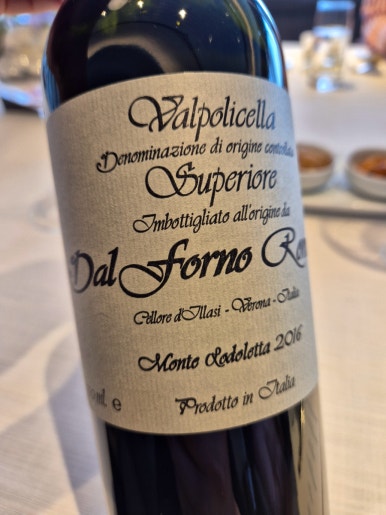 Valpolicella
Denominazione di origine controllata
Superiore
Imbottigliato all'origine da
Dal Forno
Cellore d'Illasi - Verona - Italia
Monte Lodoletta 2016
ml. e
Prodotto in Italia